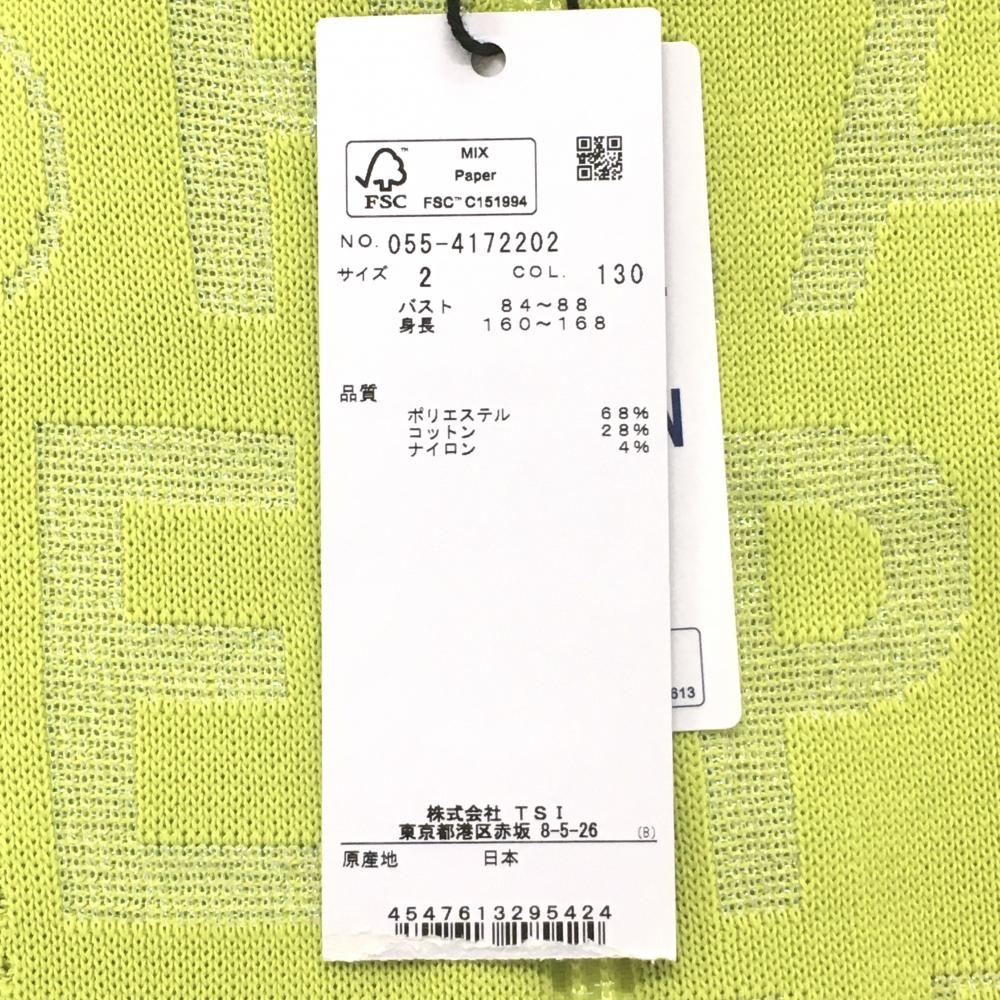 MIX
Paper
FSC™ C151994
FSC
NO. 055-4172202
サイズ 2 COL. 130
バスト 84～88
身長 160～168
品質
ポリエステル 68%
コットン 28%
ナイロン 4%
N
613
株式会社 TSI
東京都港区赤坂 8-5-26 (B)
原産地 日本
4547613295424
E P